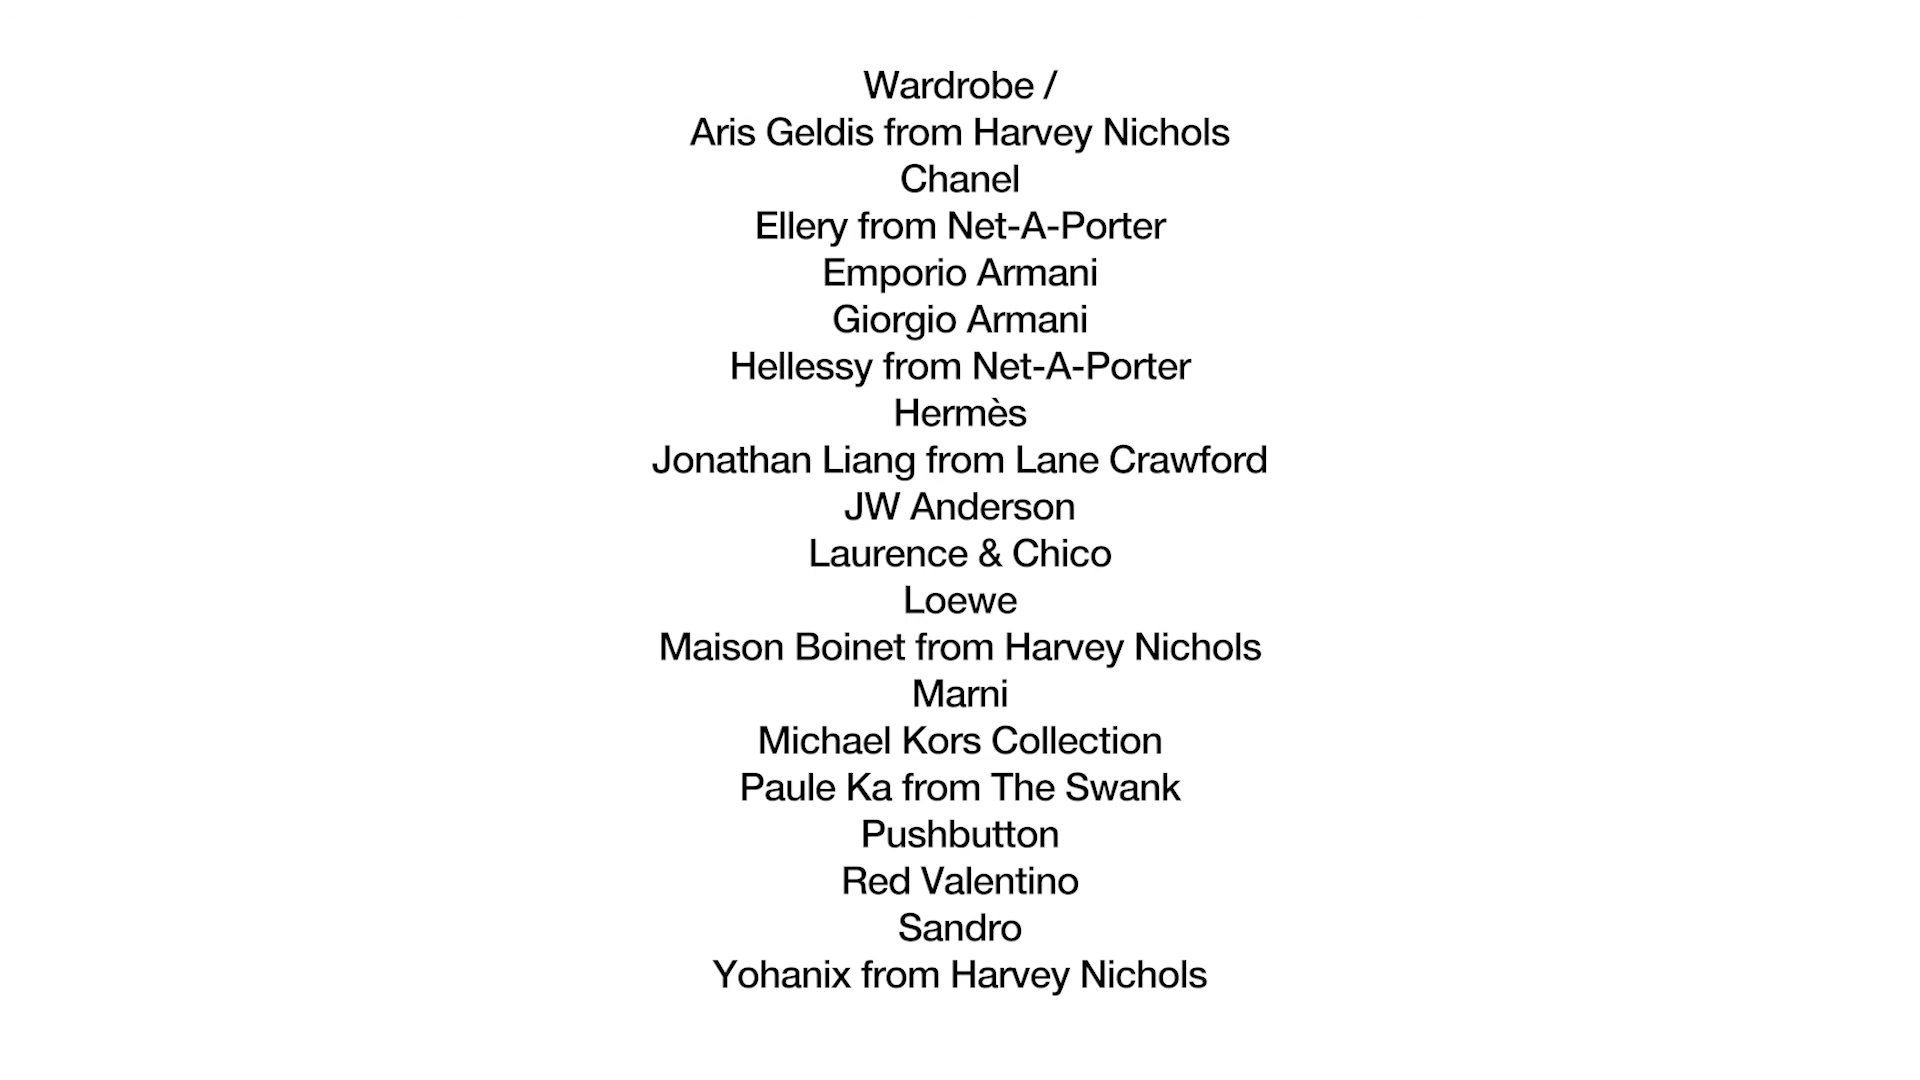 Wardrobe /
Aris Geldis from Harvey Nichols
Chanel
Ellery from Net-A-Porter
Emporio Armani
Giorgio Armani
Hellessy from Net-A-Porter
Hermès
Jonathan Liang from Lane Crawford
JW Anderson
Laurence & Chico
Loewe
Maison Boinet from Harvey Nichols
Marni
Michael Kors Collection
Paule Ka from The Swank
Pushbutton
Red Valentino
Sandro
Yohanix from Harvey Nichols